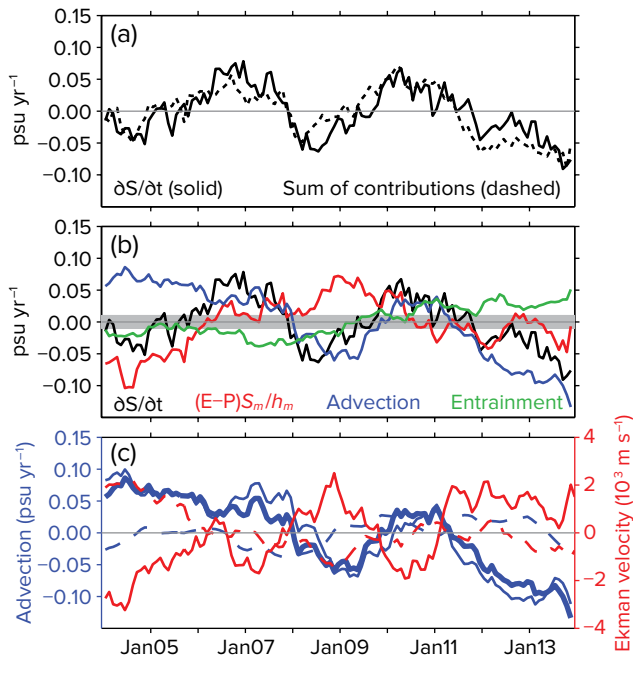 (a)
0.15
0.10
0.05
0.00
−0.05
−0.10
psu yr⁻¹
∂S/∂t (solid) Sum of contributions (dashed)
(b)
0.15
0.10
0.05
0.00
−0.05
−0.10
psu yr⁻¹
∂S/∂t (E−P)Sₘ/hₘ Advection Entrainment
(c)
0.15
0.10
0.05
0.00
−0.05
−0.10
Advection (psu yr⁻¹)
4
2
0
−2
−4
Ekman velocity (10³ m s⁻¹)
Jan05 Jan07 Jan09 Jan11 Jan13